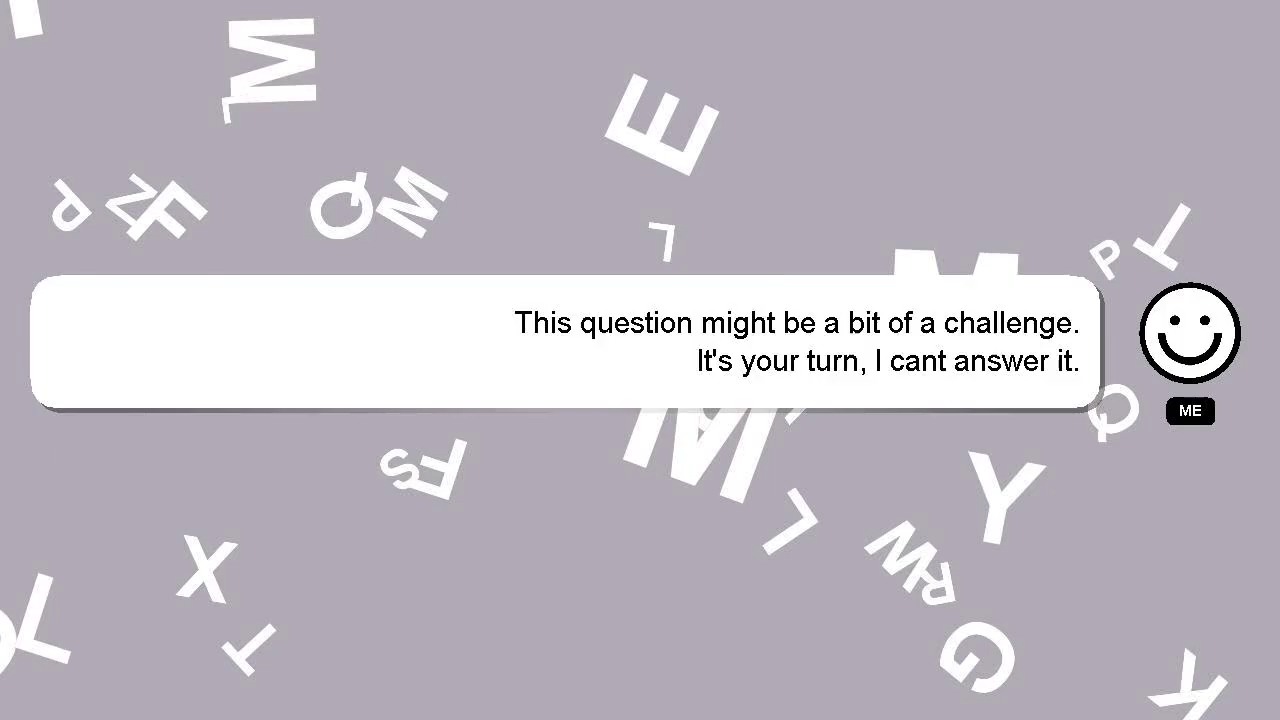 This question might be a bit of a challenge.
It's your turn, I cant answer it.
ME